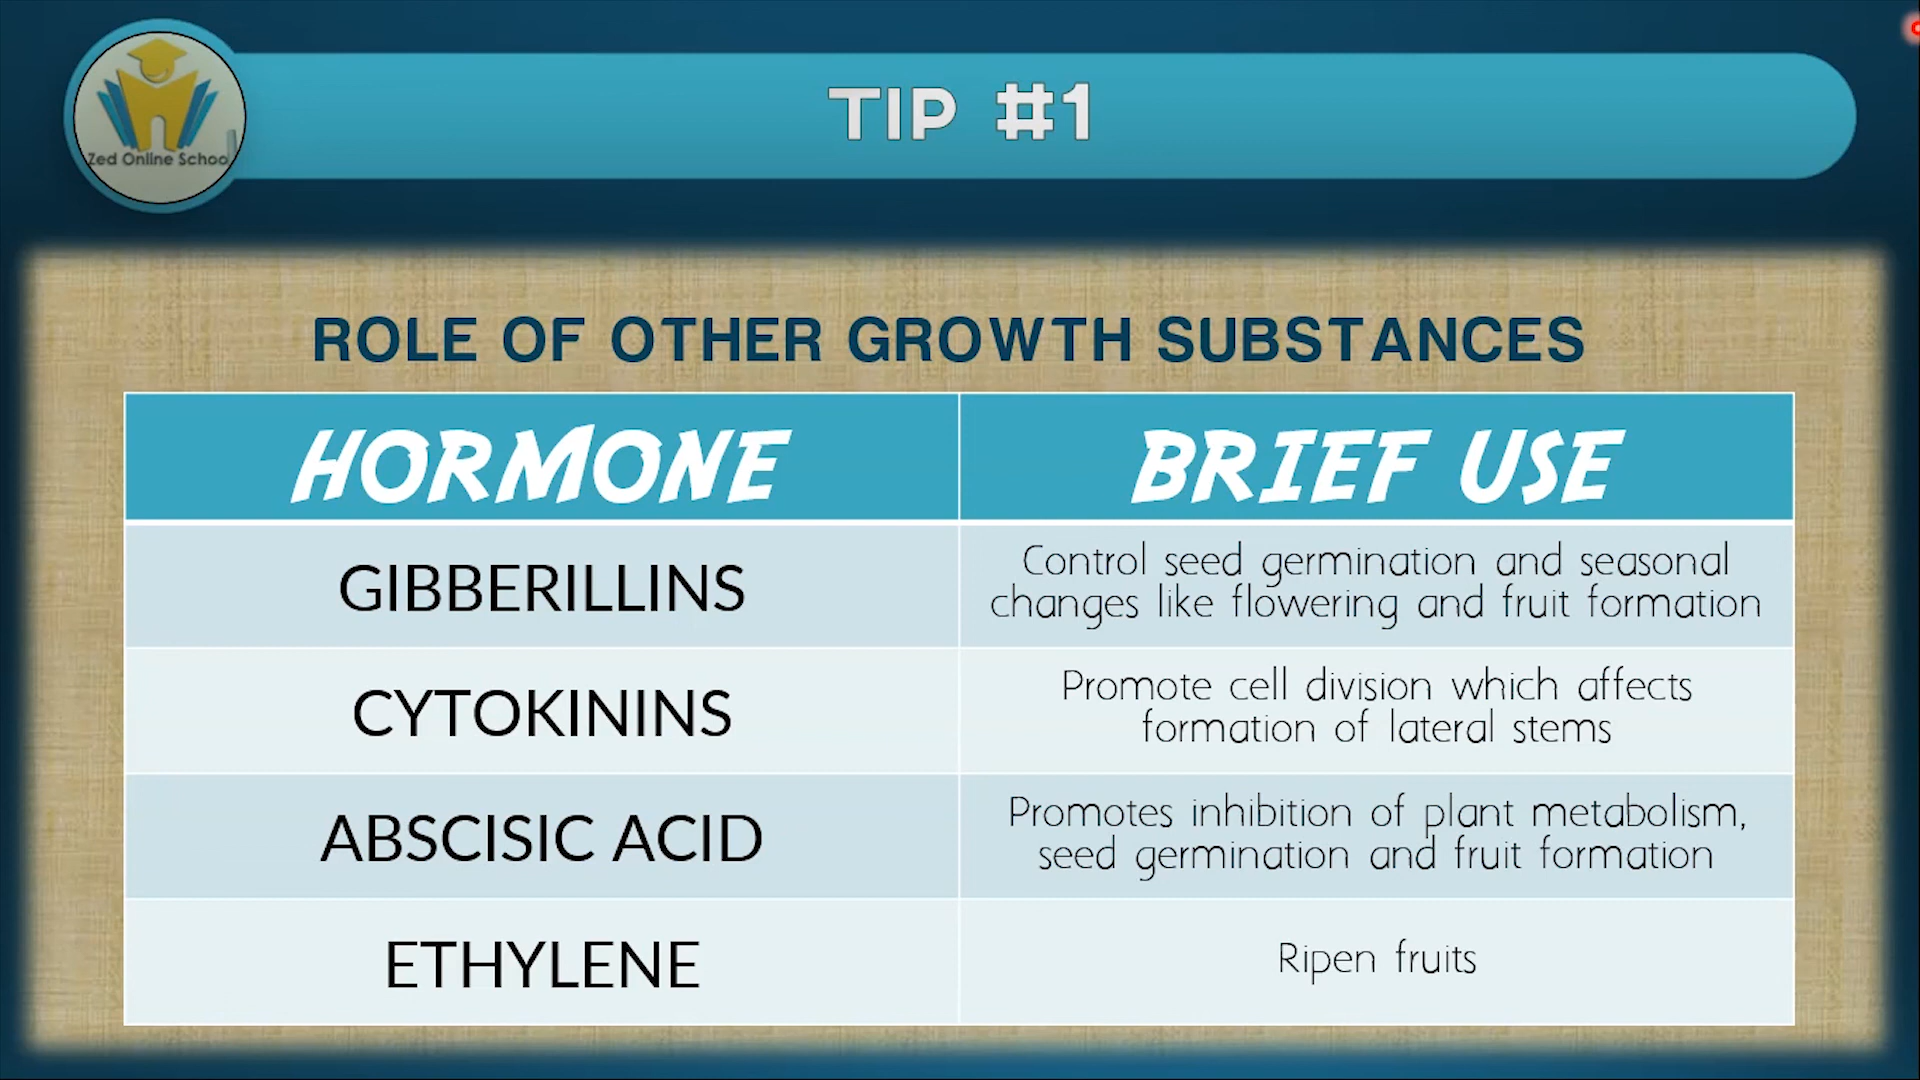 TIP #1
Zed Online School
ROLE OF OTHER GROWTH SUBSTANCES
HORMONE
BRIEF USE
GIBBERILLINS
Control seed germination and seasonal
changes like flowering and fruit formation
CYTOKININS
Promote cell division which affects
formation of lateral stems
ABSCISIC ACID
Promotes inhibition of plant metabolism,
seed germination and fruit formation
ETHYLENE
Ripen fruits